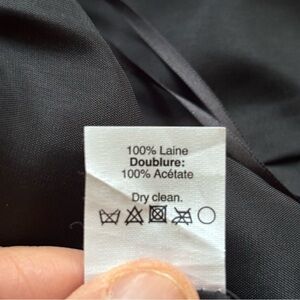 100% Laine
Doublure:
100% Acétate
Dry clean.